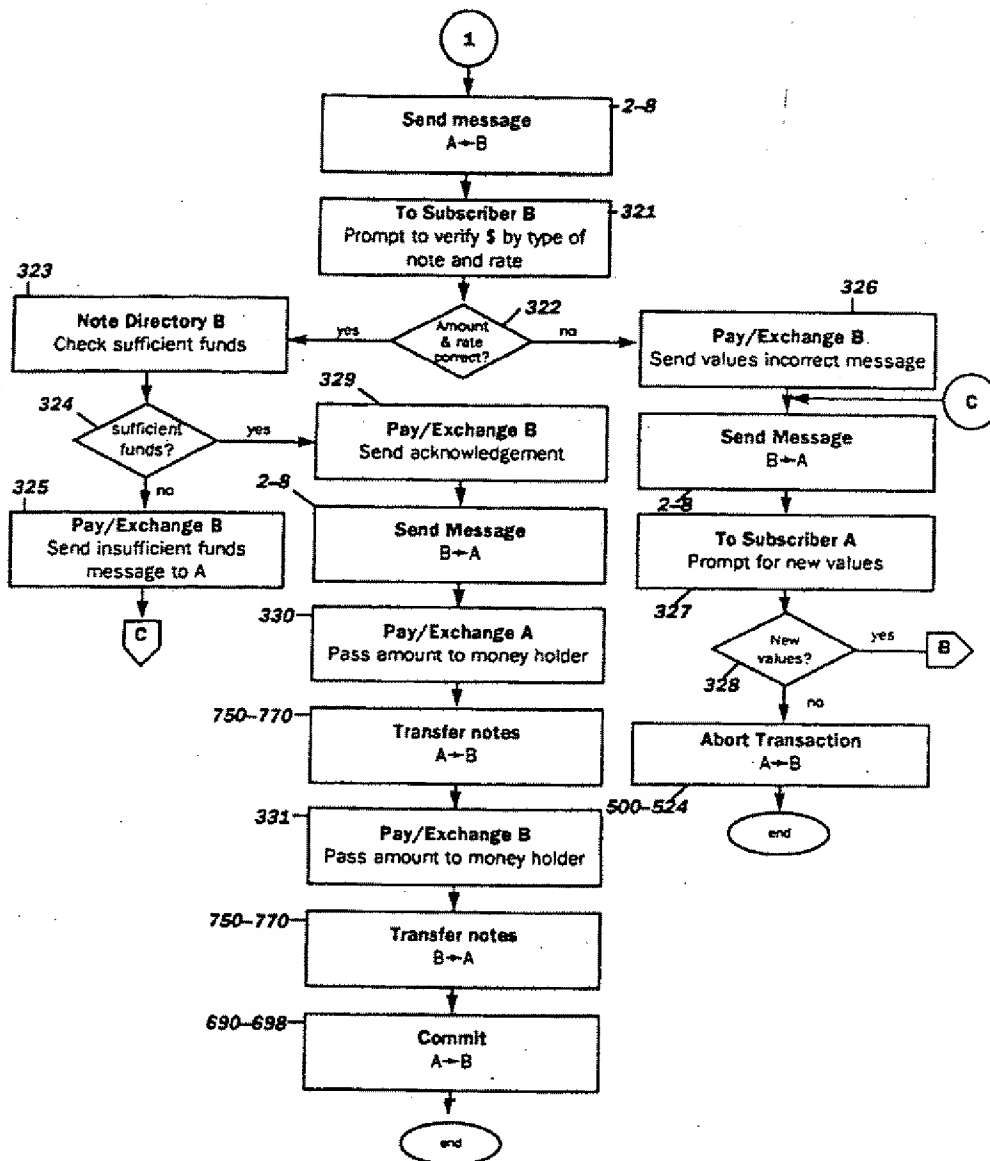 1
2-8
Send message
A→B
321
To Subscriber B
Prompt to verify $ by type of
note and rate
323
Note Directory B
Check sufficient funds
yes
322
Amount
& rate
correct?
no
326
Pay/Exchange B.
Send values incorrect message
C
324
sufficient
funds?
yes
no
329
Pay/Exchange B
Send acknowledgement
Send Message
B→A
2-8
325
Pay/Exchange B
Send insufficient funds
message to A
C
2-8
Send Message
B→A
To Subscriber A
Prompt for new values
327
330
Pay/Exchange A
Pass amount to money holder
New
values?
328
yes
B
no
750-770
Transfer notes
A→B
Abort Transaction
A→B
500-524
end
331
Pay/Exchange B
Pass amount to money holder
750-770
Transfer notes
B→A
690-698
Commit
A→B
end